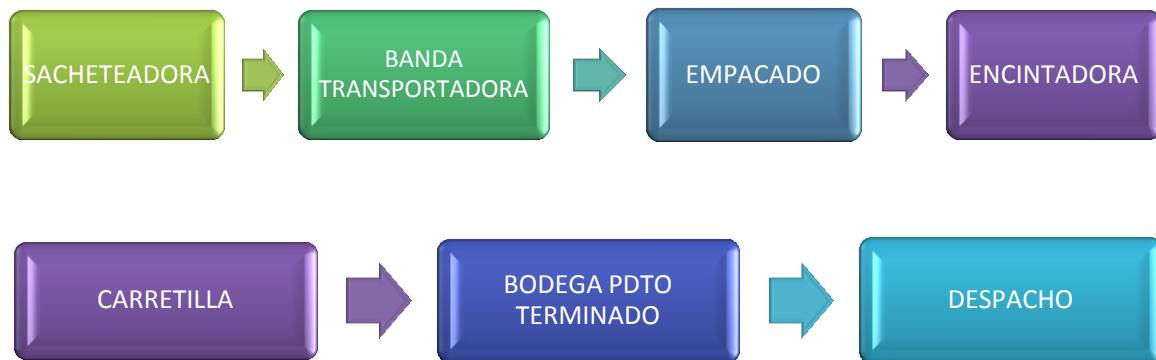 SACHETEADORA
BANDA
TRANSPORTADORA
EMPACADO
ENCINTADORA
CARRETILLA
BODEGA PDTO
TERMINADO
DESPACHO